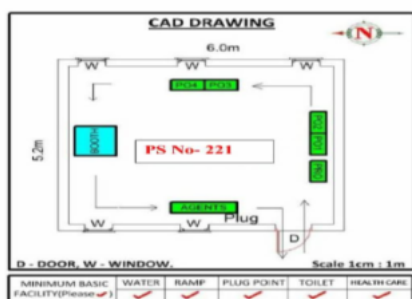 CAD DRAWING
6.0m
N
W W W
PO4 PO3
5.2m
BOOTH
PS No- 221
PO2 PO1
PRO
AGENTS
Plug
W W
D
D - DOOR, W - WINDOW. Scale 1cm : 1m
MINIMUM BASIC FACILITY(Please ✓) WATER RAMP PLUG POINT TOILET HEALTH CARE
✓ ✓ ✓ ✓ ✓